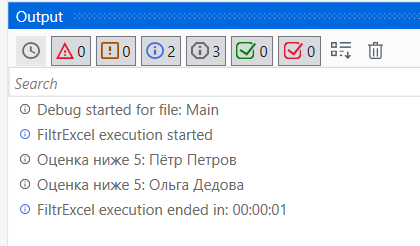 Output
0 0 2 3 0 0
Search
Debug started for file: Main
FiltrExcel execution started
Оценка ниже 5: Пётр Петров
Оценка ниже 5: Ольга Дедова
FiltrExcel execution ended in: 00:00:01